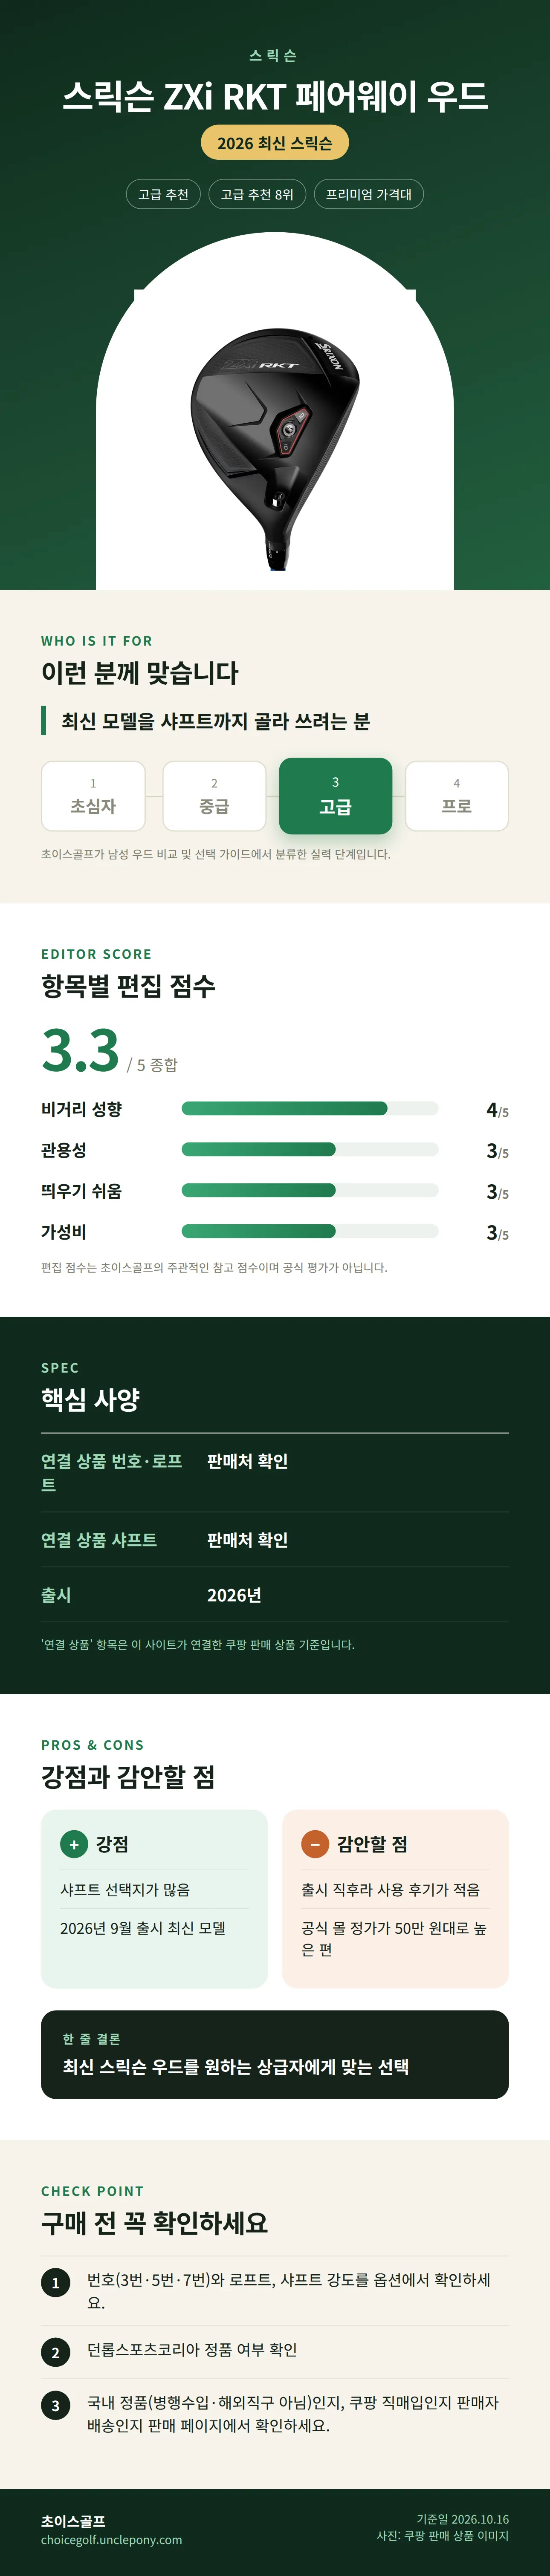 스릭슨
스릭슨 ZXi RKT 페어웨이 우드
2026 최신 스릭슨
고급 추천
고급 추천 8위
프리미엄 가격대
ZXi RKT
SRIXON
WHO IS IT FOR
이런 분께 맞습니다
최신 모델을 샤프트까지 골라 쓰려는 분
1
초심자
2
중급
3
고급
4
프로
초이스골프가 남성 우드 비교 및 선택 가이드에서 분류한 실력 단계입니다.
EDITOR SCORE
항목별 편집 점수
3.3 / 5 종합
비거리 성향 4/5
관용성 3/5
띄우기 쉬움 3/5
가성비 3/5
편집 점수는 초이스골프의 주관적인 참고 점수이며 공식 평가가 아닙니다.
SPEC
핵심 사양
연결 상품 번호·로프
트
판매처 확인
연결 상품 샤프트 판매처 확인
출시 2026년
'연결 상품' 항목은 이 사이트가 연결한 쿠팡 판매 상품 기준입니다.
PROS & CONS
강점과 감안할 점
+ 강점
샤프트 선택지가 많음
2026년 9월 출시 최신 모델
− 감안할 점
출시 직후라 사용 후기가 적음
공식 몰 정가가 50만 원대로 높
은 편
한 줄 결론
최신 스릭슨 우드를 원하는 상급자에게 맞는 선택
CHECK POINT
구매 전 꼭 확인하세요
1 번호(3번·5번·7번)와 로프트, 샤프트 강도를 옵션에서 확인하세
요.
2 던롭스포츠코리아 정품 여부 확인
3 국내 정품(병행수입·해외직구 아님)인지, 쿠팡 직매입인지 판매자
배송인지 판매 페이지에서 확인하세요.
초이스골프
choicegolf.unclepony.com
기준일 2026.10.16
사진: 쿠팡 판매 상품 이미지